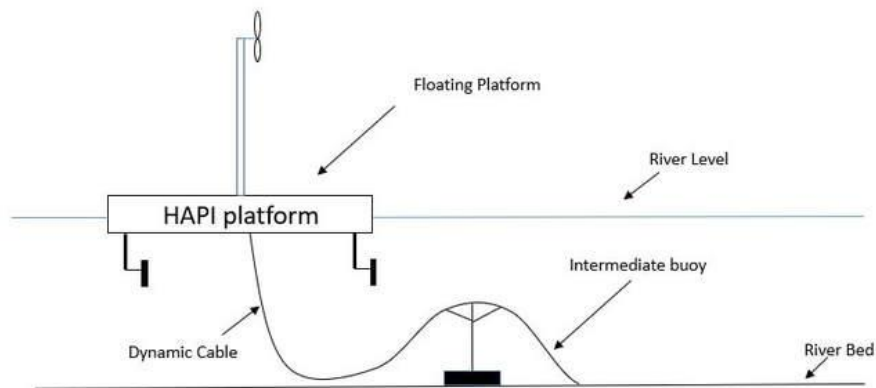 Floating Platform
River Level
HAPI platform
Intermediate buoy
Dynamic Cable
River Bed